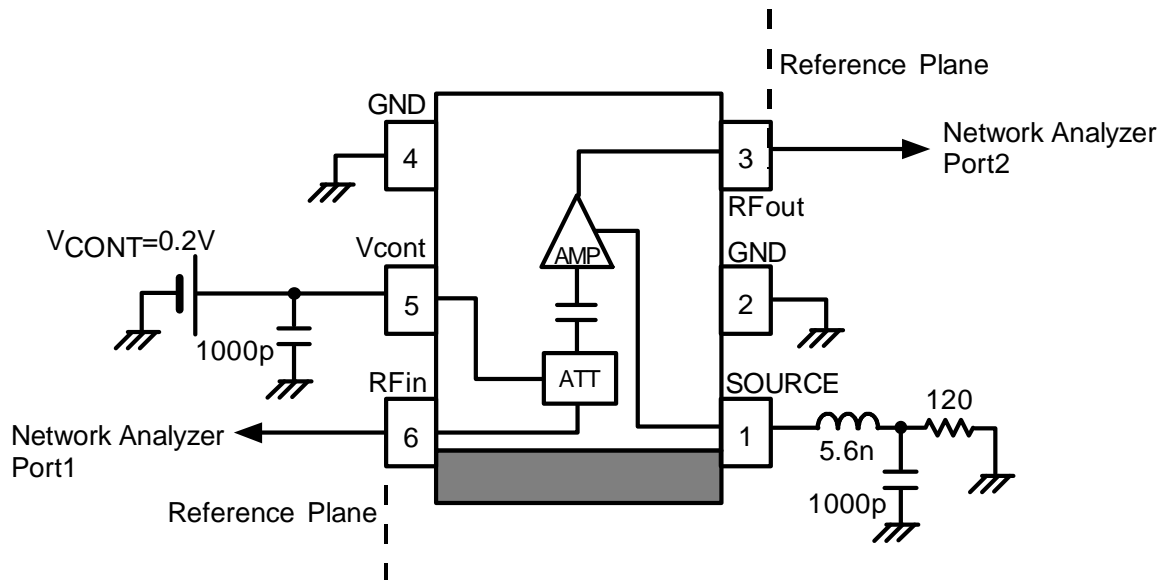 Reference Plane
GND
4
3
Network Analyzer
Port2
RFout
VCONT=0.2V
Vcont
AMP
GND
5
2
1000p
RFin
ATT
SOURCE
120
Network Analyzer
Port1
6
1
5.6n
1000p
Reference Plane